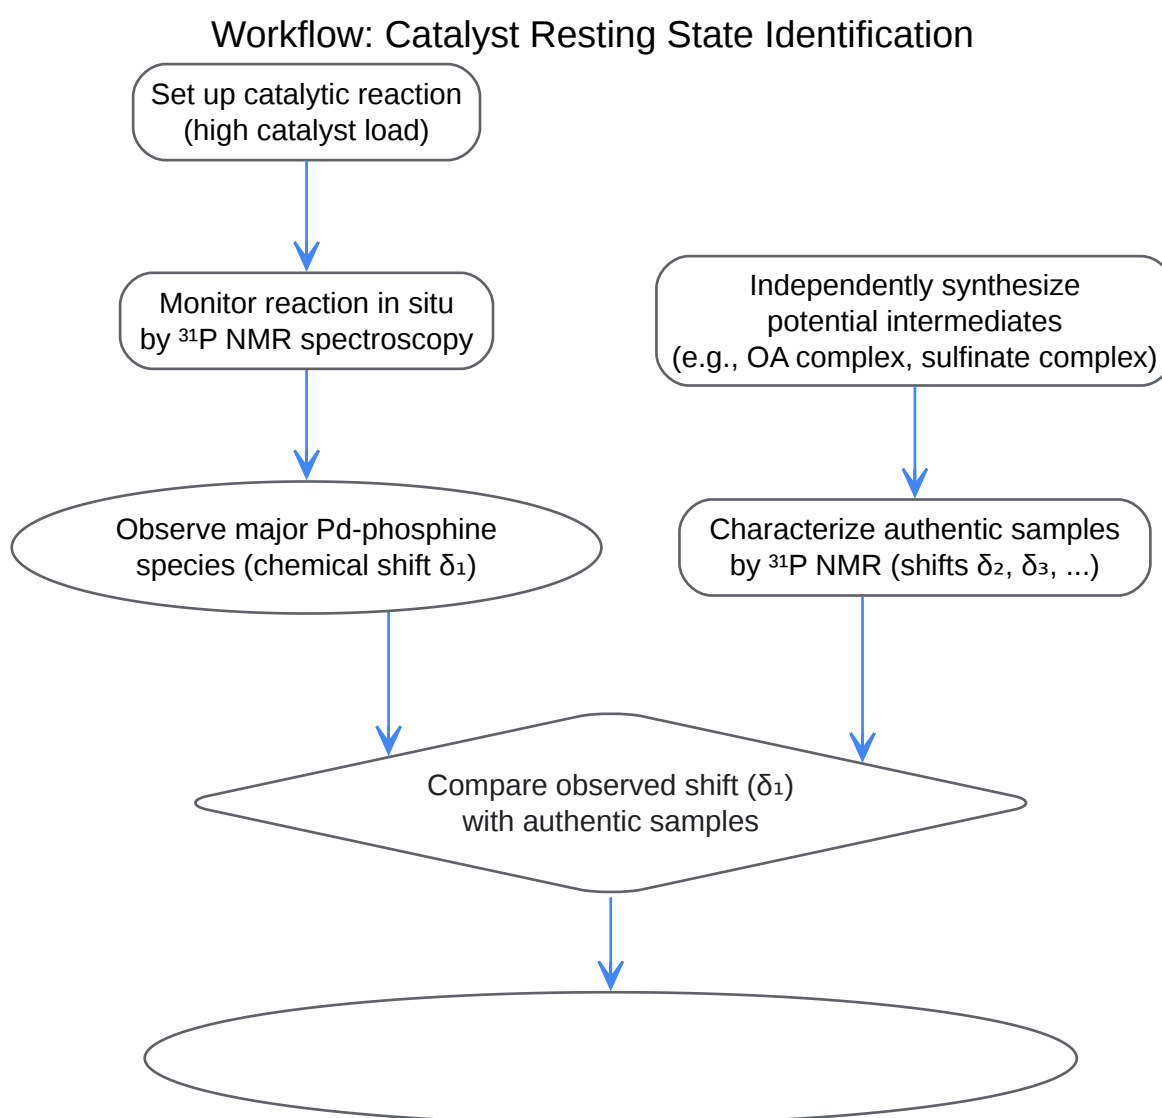 Workflow: Catalyst Resting State Identification
Set up catalytic reaction
(high catalyst load)
Monitor reaction in situ
by ³¹P NMR spectroscopy
Independently synthesize
potential intermediates
(e.g., OA complex, sulfinate complex)
Observe major Pd-phosphine
species (chemical shift δ₁)
Characterize authentic samples
by ³¹P NMR (shifts δ₂, δ₃, ...)
Compare observed shift (δ₁)
with authentic samples